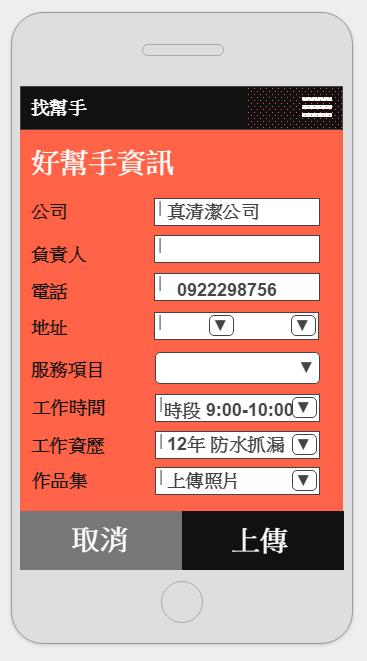 找幫手
好幫手資訊
公司 真清潔公司
負責人
電話 0922298756
地址
服務項目
工作時間 時段 9:00-10:00
工作資歷 12年 防水抓漏
作品集 上傳照片
取消 上傳